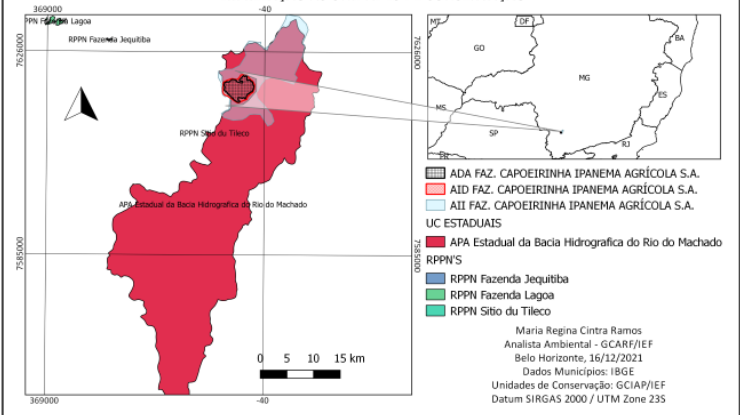 369000
-40
PN Fazenda Lagoa
RPPN Fazenda Jequitiba
7626000
7626000
RPPN Sitio du Tileco
APA Estadual da Bacia Hidrografica do Rio do Machado
7585000
7585000
0 5 10 15 km
369000
-40
MT
DF
GO
BA
MG
MS
ES
SP
RJ
PR
ADA FAZ. CAPOEIRINHA IPANEMA AGRÍCOLA S.A.
AID FAZ. CAPOEIRINHA IPANEMA AGRÍCOLA S.A.
AII FAZ. CAPOEIRINHA IPANEMA AGRÍCOLA S.A.
UC ESTADUAIS
APA Estadual da Bacia Hidrografica do Rio do Machado
RPPN'S
RPPN Fazenda Jequitiba
RPPN Fazenda Lagoa
RPPN Sitio du Tileco
Maria Regina Cintra Ramos
Analista Ambiental - GCARF/IEF
Belo Horizonte, 16/12/2021
Dados Municípios: IBGE
Unidades de Conservação: GCIAP/IEF
Datum SIRGAS 2000 / UTM Zone 23S